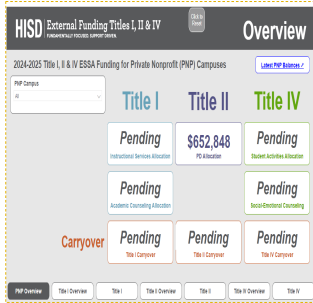 HISD External Funding Titles I, II & IV
FUNDAMENTALLY FOCUSED. SUPPORT DRIVEN.
Click to Reset
Overview
2024-2025 Title I, II & IV ESSA Funding for Private Nonprofit (PNP) Campuses
Latest PNP Balances
PNP Campus
All
Title I
Title II
Title IV
Pending
Instructional Services Allocation
$652,848
PD Allocation
Pending
Student Activities Allocation
Pending
Academic Counseling Allocation
Pending
Social-Emotional Counseling
Carryover
Pending
Title I Carryover
Pending
Title II Carryover
Pending
Title IV Carryover
PNP Overview
Title I Overview
Title I
Title II Overview
Title II
Title IV Overview
Title IV